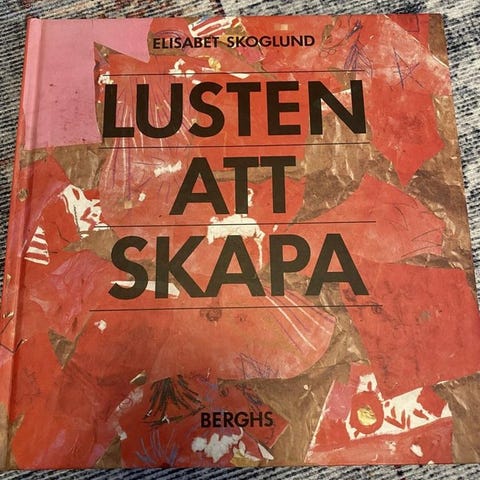 ELISABET SKOGLUND
LUSTEN
ATT
SKAPA
BERGHS